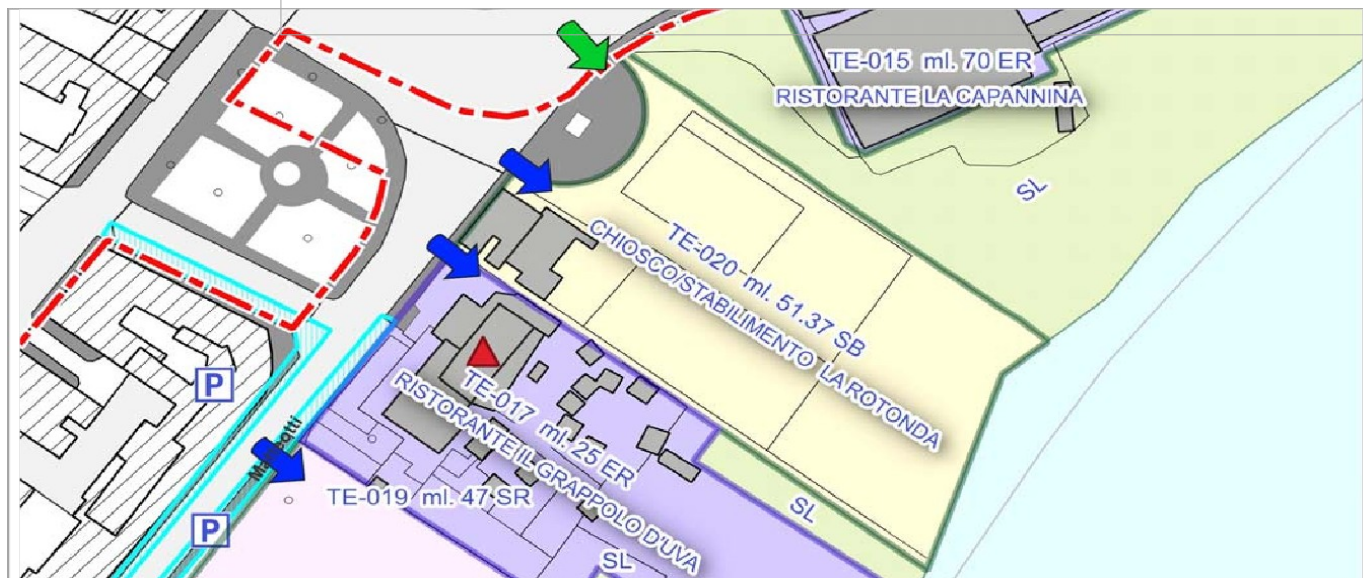 TE-015 ml. 70 ER
RISTORANTE LA CAPANNINA
SL
TE-020 ml. 51.37 SB
CHIOSCO/STABILIMENTO LA ROTONDA
P
TE-017 ml. 25 ER
RISTORANTE IL GRAPPOLO D'UVA
TE-019 ml. 47 SR
SL
P
SL